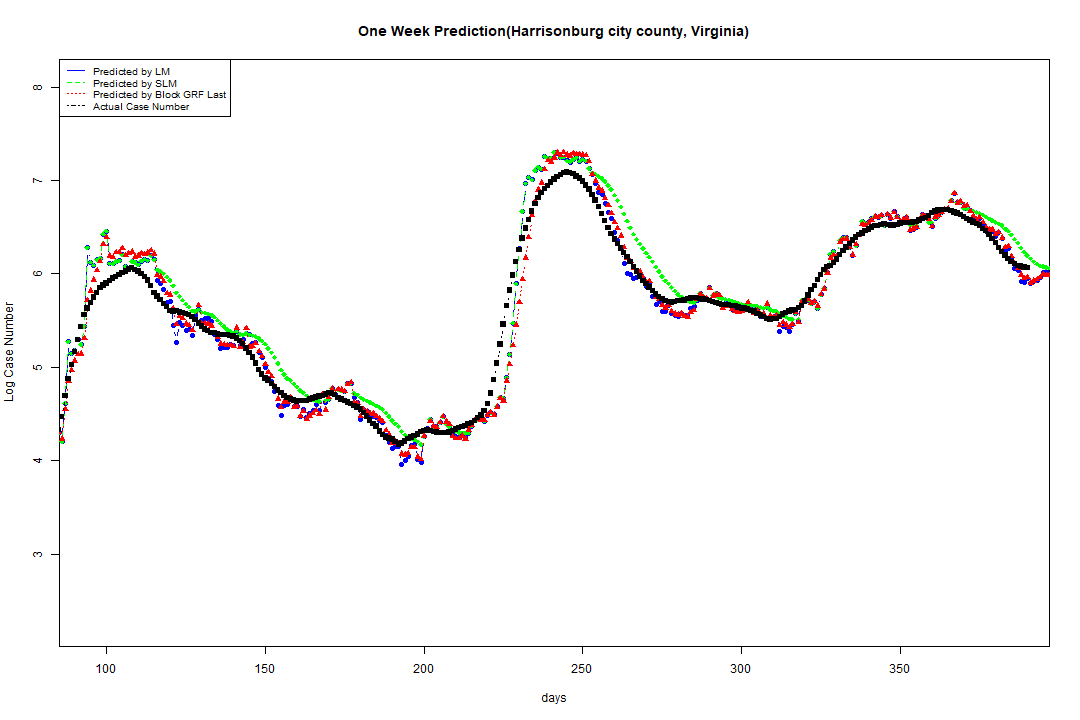 One Week Prediction(Harrisonburg city county, Virginia)
Predicted by LM
Predicted by SLM
Predicted by Block GRF Last
Actual Case Number
8
7
6
5
4
3
Log Case Number
100 150 200 250 300 350
days